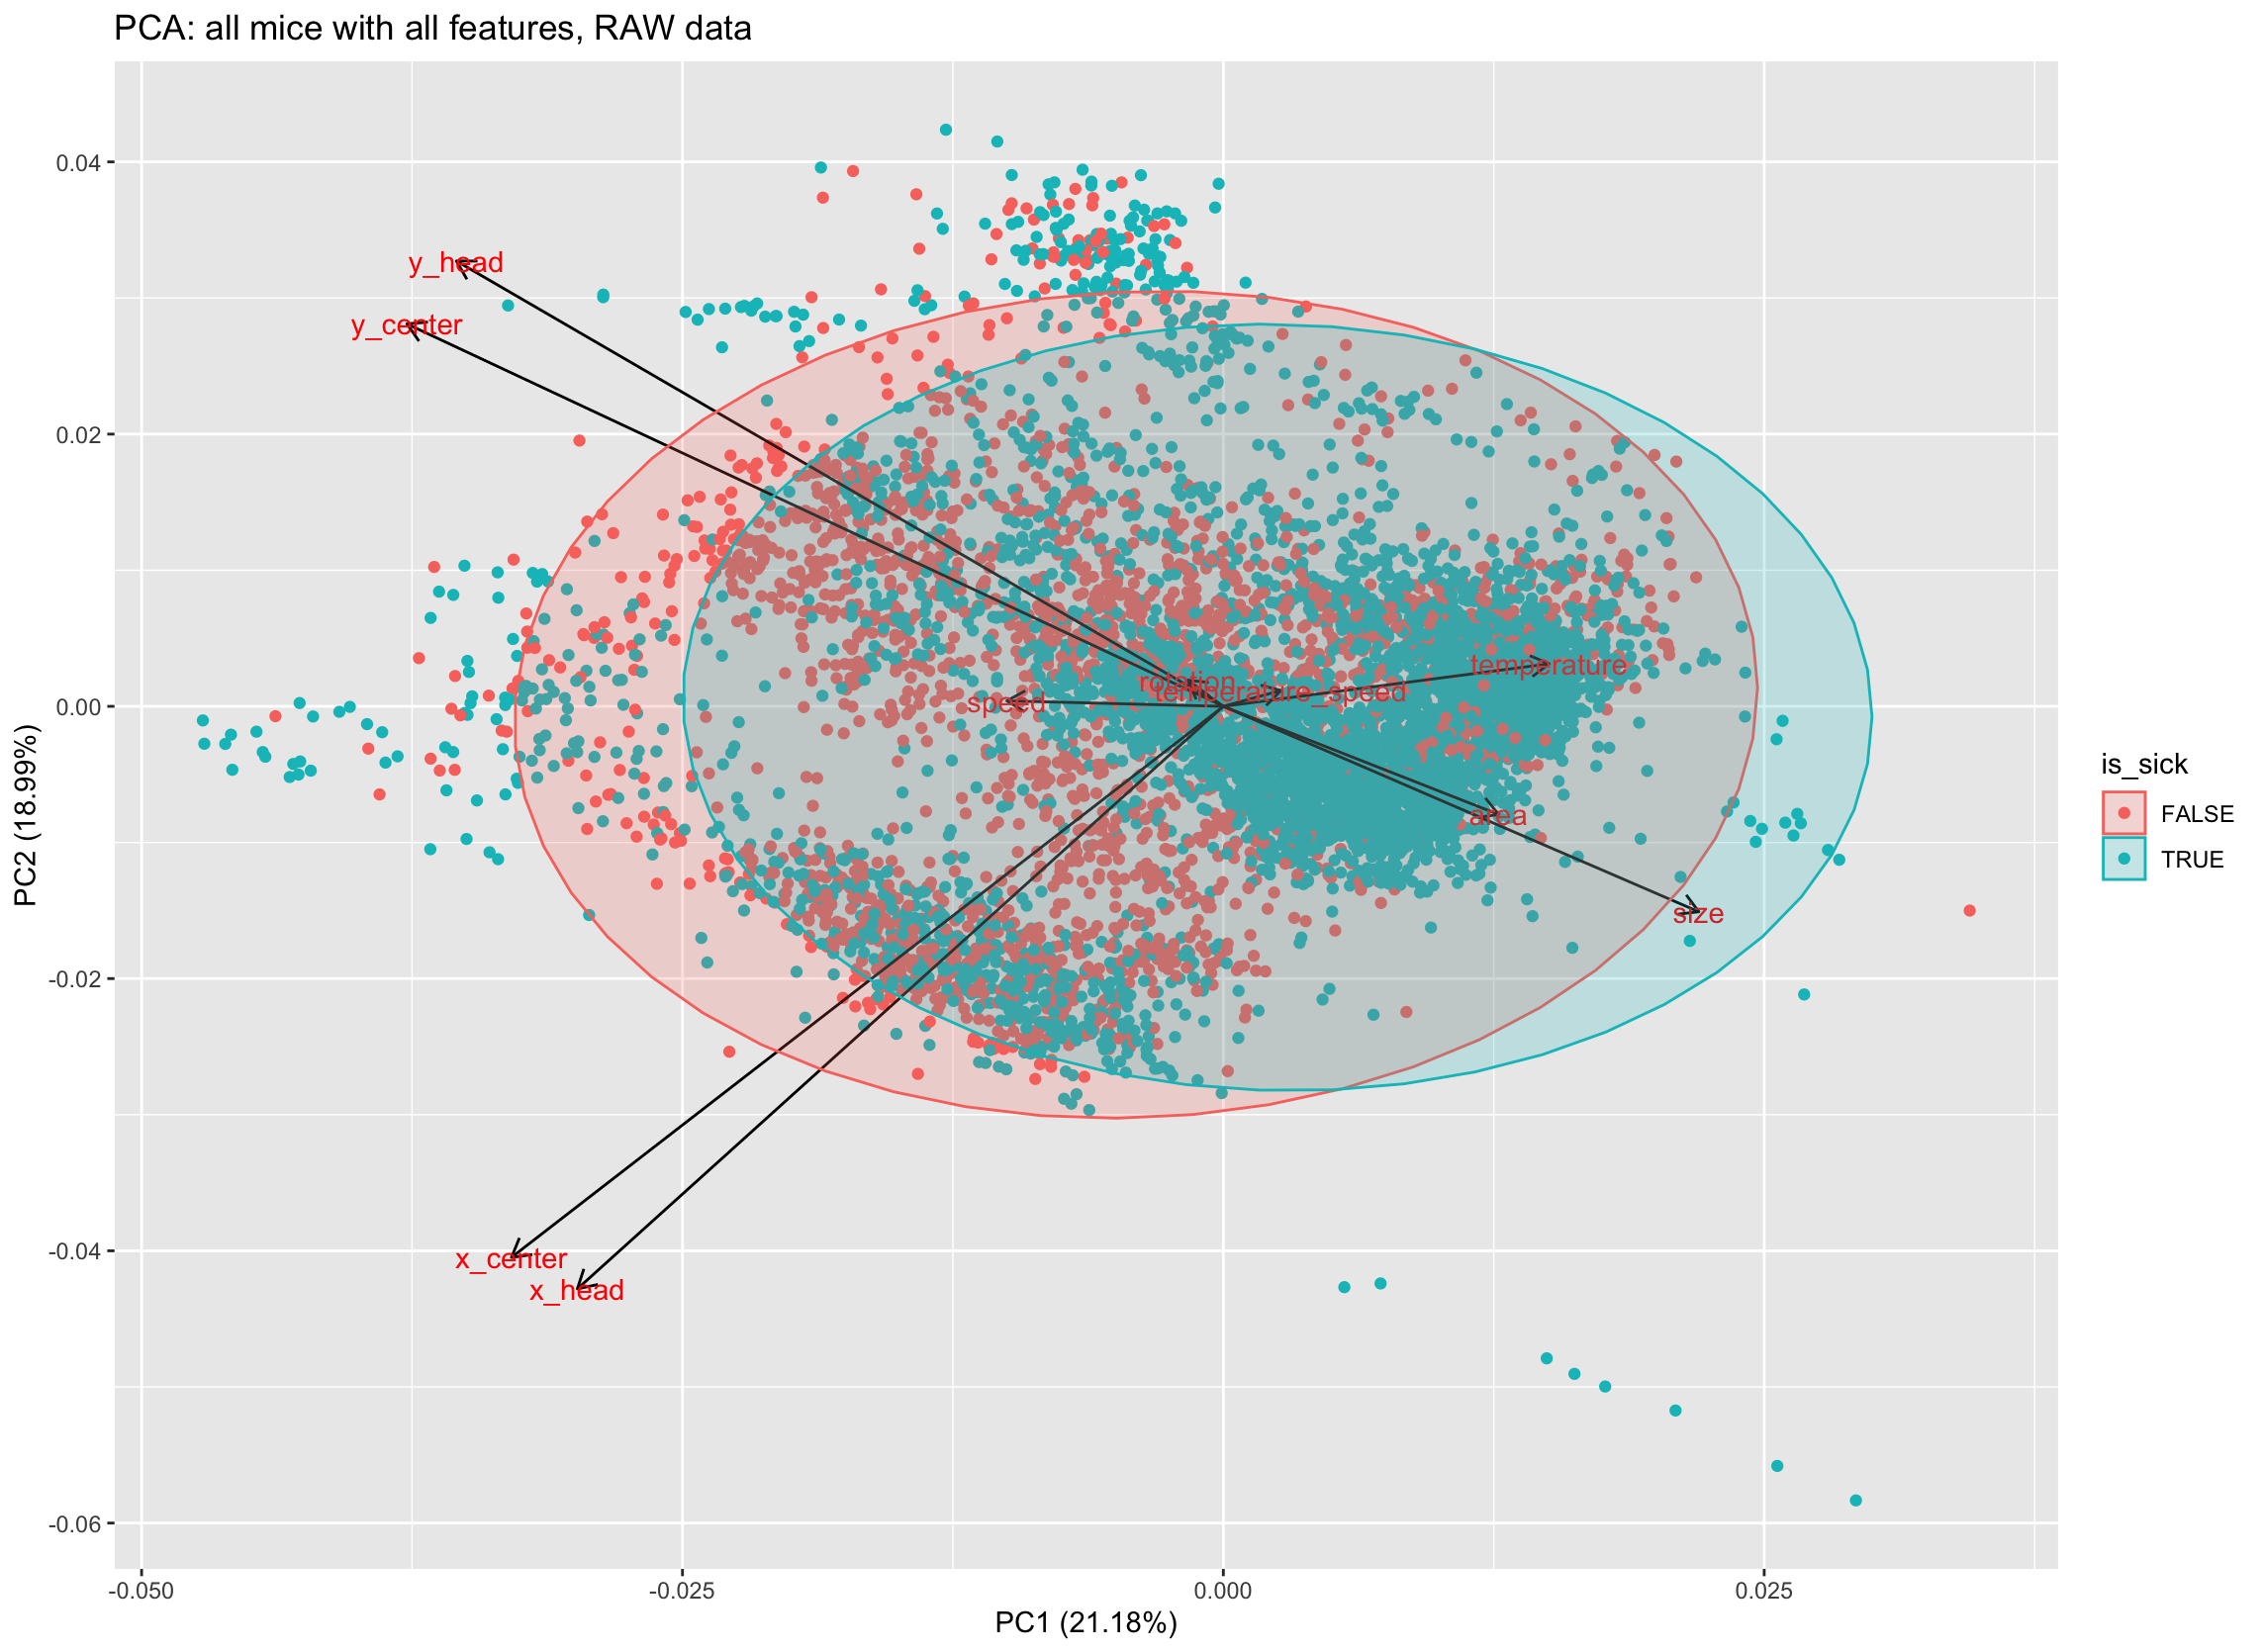 PCA: all mice with all features, RAW data
0.04
0.02
0.00
-0.02
-0.04
-0.06
PC2 (18.99%)
y_head
y_center
temperature
rotation
temperature_speed
speed
area
size
x_center
x_head
-0.050
-0.025
0.000
0.025
PC1 (21.18%)
is_sick
FALSE
TRUE